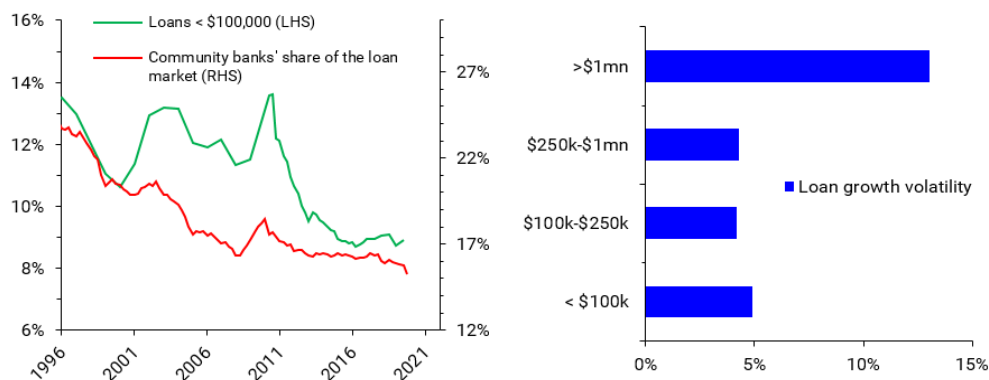 16%
14%
12%
10%
8%
6%
Loans < $100,000 (LHS)
Community banks' share of the loan
market (RHS)
27%
22%
17%
12%
1996
2001
2006
2011
2016
2021
>$1mn
$250k-$1mn
$100k-$250k
< $100k
Loan growth volatility
0%
5%
10%
15%